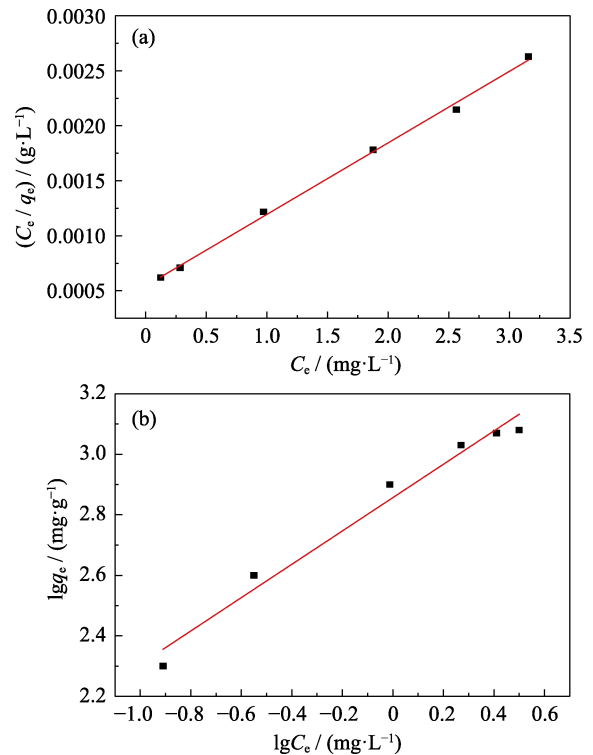 (a)
0.0030
0.0025
0.0020
0.0015
0.0010
0.0005
(Cₑ / qₑ) / (g·L⁻¹)
0 0.5 1.0 1.5 2.0 2.5 3.0 3.5
Cₑ / (mg·L⁻¹)
(b)
3.2
3.0
2.8
2.6
2.4
2.2
lgqₑ / (mg·g⁻¹)
−1.0 −0.8 −0.6 −0.4 −0.2 0 0.2 0.4 0.6
lgCₑ / (mg·L⁻¹)